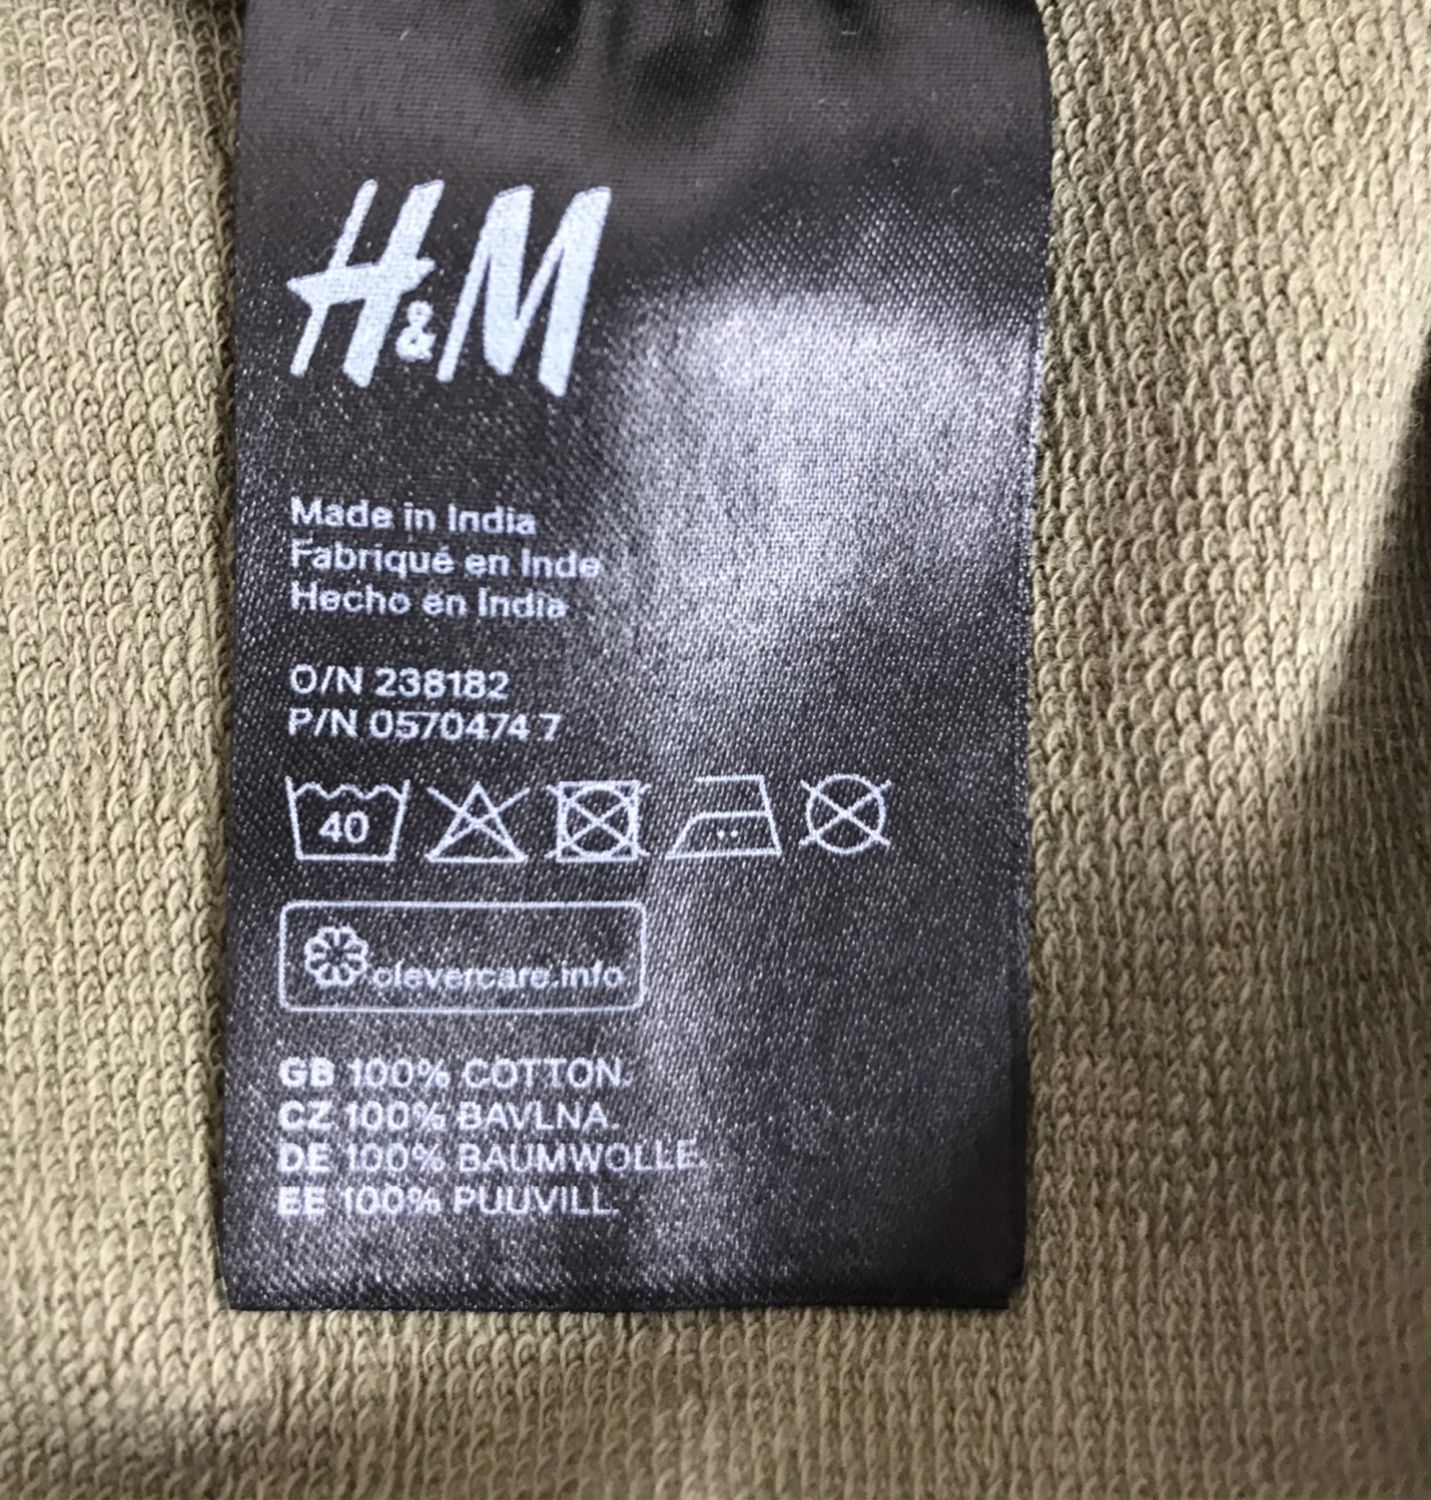 H&M
Made in India
Fabriqué en Inde
Hecho en India
O/N 238182
P/N 0570474 7
40
clevercare.info
GB 100% COTTON.
CZ 100% BAVLNA.
DE 100% BAUMWOLLE.
EE 100% PUUVILL.